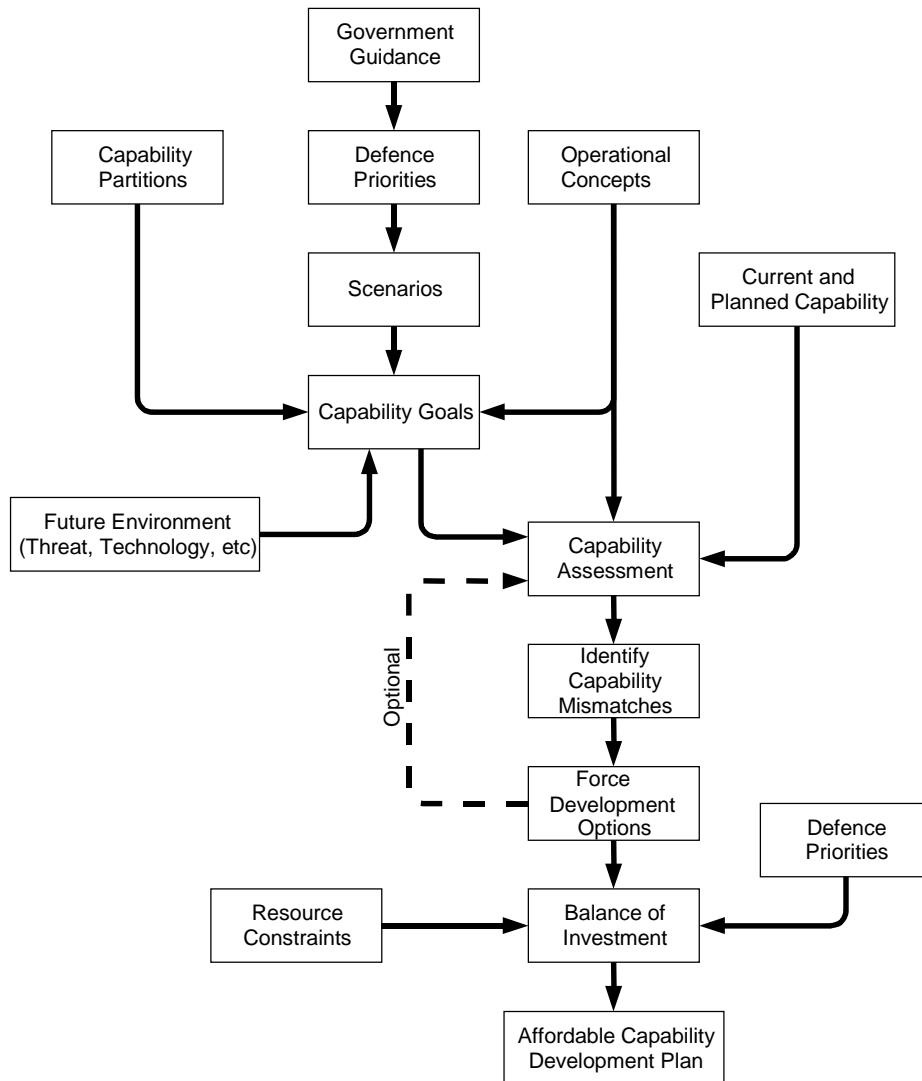 Government
Guidance
Capability
Partitions
Defence
Priorities
Operational
Concepts
Scenarios
Current and
Planned Capability
Capability Goals
Future Environment
(Threat, Technology, etc)
Capability
Assessment
Optional
Identify
Capability
Mismatches
Force
Development
Options
Defence
Priorities
Resource
Constraints
Balance of
Investment
Affordable Capability
Development Plan